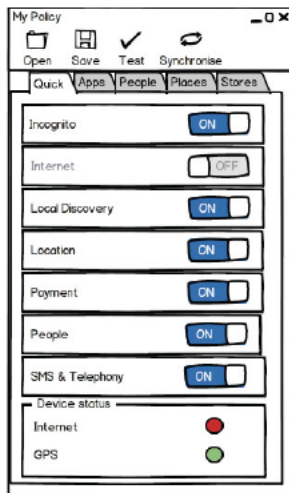 My Policy
Open Save Test Synchronise
Quick Apps People Places Stores
Incognito ON
Internet OFF
Local Discovery ON
Location ON
Payment ON
People ON
SMS & Telephony ON
Device status
Internet
GPS